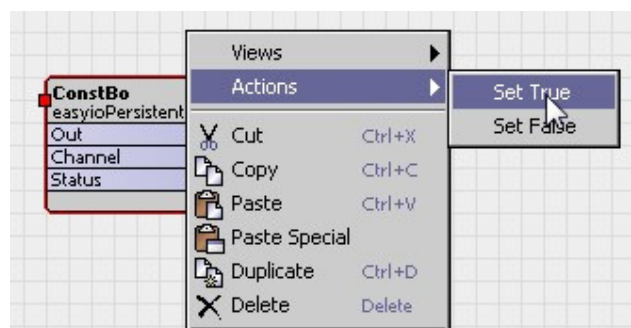 ConstBo
easyioPersistent
Out
Channel
Status
Views
Actions
Cut Ctrl+X
Copy Ctrl+C
Paste Ctrl+V
Paste Special
Duplicate Ctrl+D
Delete Delete
Set True
Set False